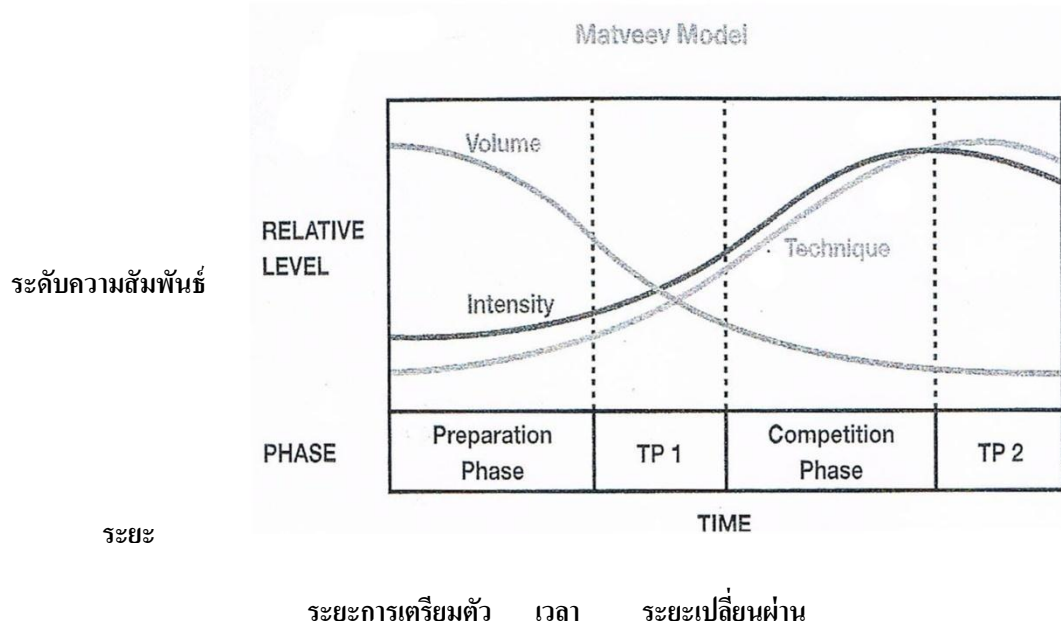 Matveev Model
Volume
RELATIVE
LEVEL
Technique
ระดับความสัมพันธ์
Intensity
PHASE
Preparation
Phase
TP 1
Competition
Phase
TP 2
TIME
ระยะ
ระยะการเตรียมตัว เวลา ระยะเปลี่ยนผ่าน